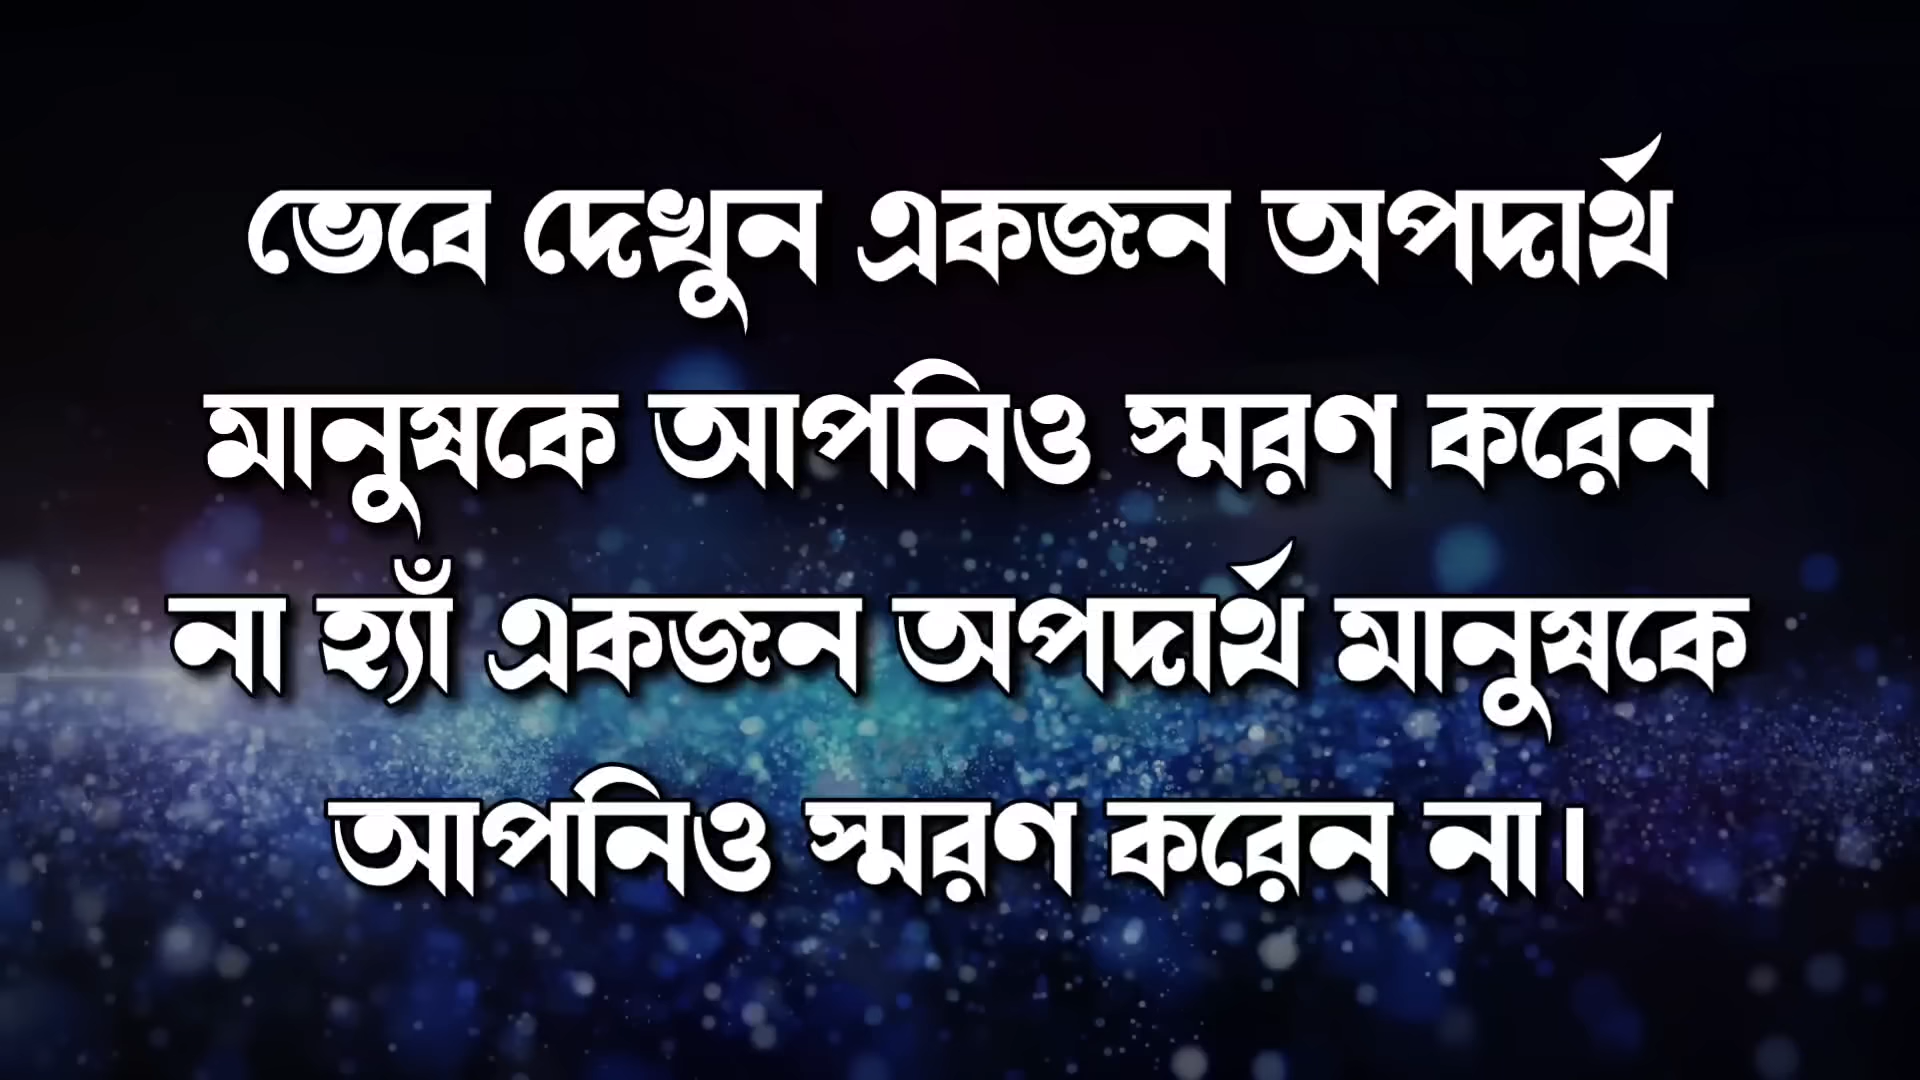 ভেবে দেখুন একজন অপদার্থ
মানুষকে আপনিও স্মরণ করেন
না হ্যাঁ একজন অপদার্থ মানুষকে
আপনিও স্মরণ করেন না।